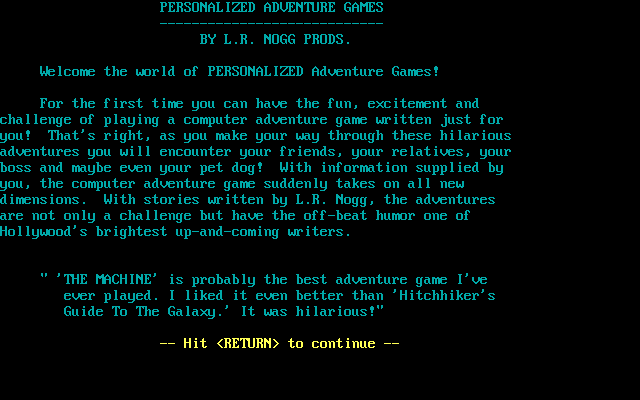 PERSONALIZED ADVENTURE GAMES
----------------------------
BY L.R. NOGG PRODS.
Welcome the world of PERSONALIZED Adventure Games!
For the first time you can have the fun, excitement and
challenge of playing a computer adventure game written just for
you!  That's right, as you make your way through these hilarious
adventures you will encounter your friends, your relatives, your
boss and maybe even your pet dog!  With information supplied by
you, the computer adventure game suddenly takes on all new
dimensions.  With stories written by L.R. Nogg, the adventures
are not only a challenge but have the off-beat humor one of
Hollywood's brightest up-and-coming writers.
" 'THE MACHINE' is probably the best adventure game I've
ever played. I liked it even better than 'Hitchhiker's
Guide To The Galaxy.' It was hilarious!"
-- Hit <RETURN> to continue --